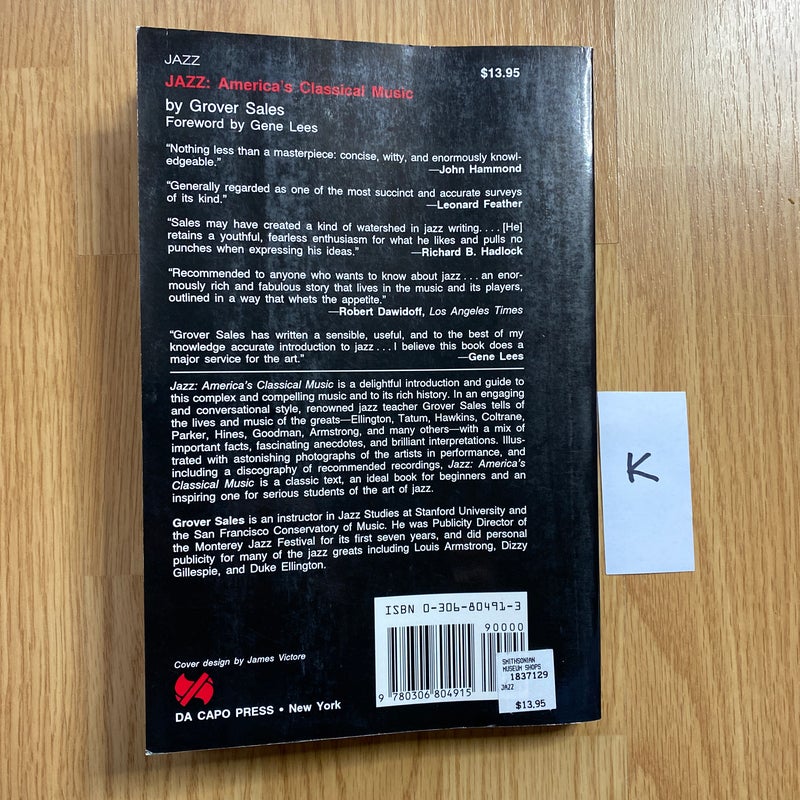 JAZZ
$13.95
JAZZ: America's Classical Music
by Grover Sales
Foreword by Gene Lees
"Nothing less than a masterpiece: concise, witty, and enormously knowl-
edgeable."
—John Hammond
"Generally regarded as one of the most succinct and accurate surveys
of its kind."
—Leonard Feather
"Sales may have created a kind of watershed in jazz writing. . . . [He]
retains a youthful, fearless enthusiasm for what he likes and pulls no
punches when expressing his ideas." —Richard B. Hadlock
"Recommended to anyone who wants to know about jazz . . . an enor-
mously rich and fabulous story that lives in the music and its players,
outlined in a way that whets the appetite."
—Robert Dawidoff, Los Angeles Times
"Grover Sales has written a sensible, useful, and to the best of my
knowledge accurate introduction to jazz . . . I believe this book does a
major service for the art." —Gene Lees
Jazz: America's Classical Music is a delightful introduction and guide to
this complex and compelling music and to its rich history. In an engaging
and conversational style, renowned jazz teacher Grover Sales tells of
the lives and music of the greats—Ellington, Tatum, Hawkins, Coltrane,
Parker, Hines, Goodman, Armstrong, and many others—with a mix of
important facts, fascinating anecdotes, and brilliant interpretations. Illus-
trated with astonishing photographs of the artists in performance, and
including a discography of recommended recordings, Jazz: America's
Classical Music is a classic text, an ideal book for beginners and an
inspiring one for serious students of the art of jazz.
Grover Sales is an instructor in Jazz Studies at Stanford University and
the San Francisco Conservatory of Music. He was Publicity Director of
the Monterey Jazz Festival for its first seven years, and did personal
publicity for many of the jazz greats including Louis Armstrong, Dizzy
Gillespie, and Duke Ellington.
K
ISBN 0-306-80491-3
90000
9 780306 804915
SMITHSONIAN
MUSEUM SHOPS
1837129
JAZZ
$13.95
Cover design by James Victore
DA CAPO PRESS • New York